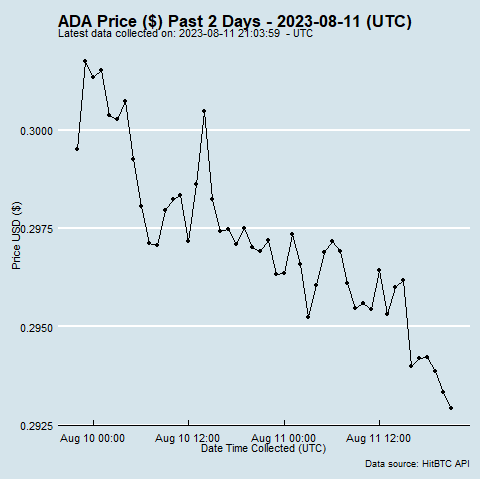 ADA Price ($) Past 2 Days - 2023-08-11 (UTC)
Latest data collected on: 2023-08-11 21:03:59 - UTC
0.3000
0.2975
0.2950
0.2925
Price USD ($)
Aug 10 00:00 Aug 10 12:00 Aug 11 00:00 Aug 11 12:00
Date Time Collected (UTC)
Data source: HitBTC API